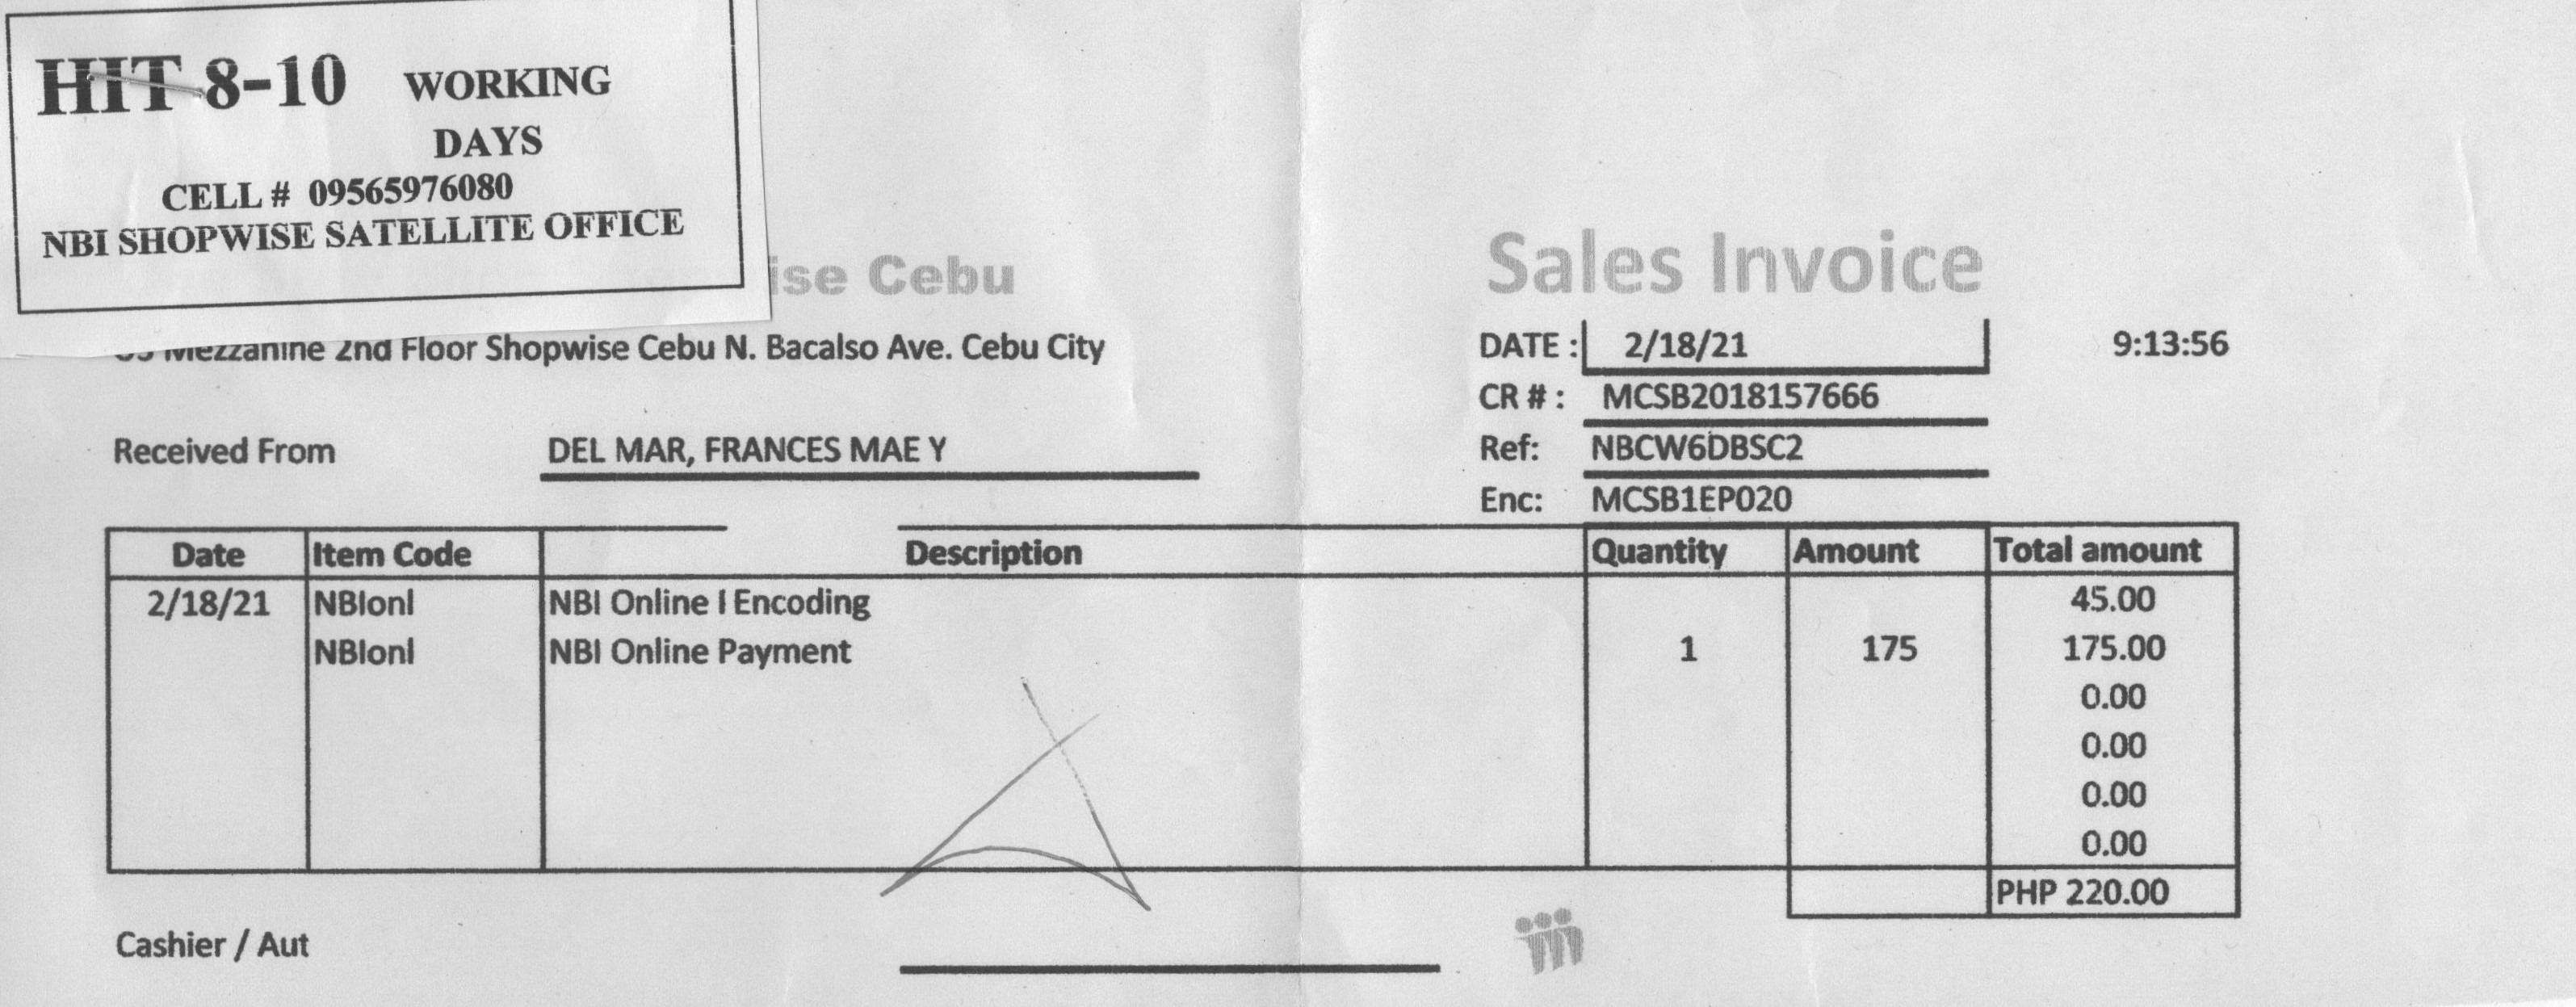 HIT 8-10 WORKING
DAYS
CELL # 09565976080
NBI SHOPWISE SATELLITE OFFICE
Cebu
Sales Invoice
Mezzanine 2nd Floor Shopwise Cebu N. Bacalso Ave. Cebu City
DATE : 2/18/21 9:13:56
CR # : MCSB2018157666
Received From DEL MAR, FRANCES MAE Y
Ref: NBCW6DBSC2
Enc: MCSB1EP020
Date Item Code Description Quantity Amount Total amount
2/18/21 NBIonl NBI Online I Encoding 45.00
NBIonl NBI Online Payment 1 175 175.00
0.00
0.00
0.00
0.00
PHP 220.00
Cashier / Aut